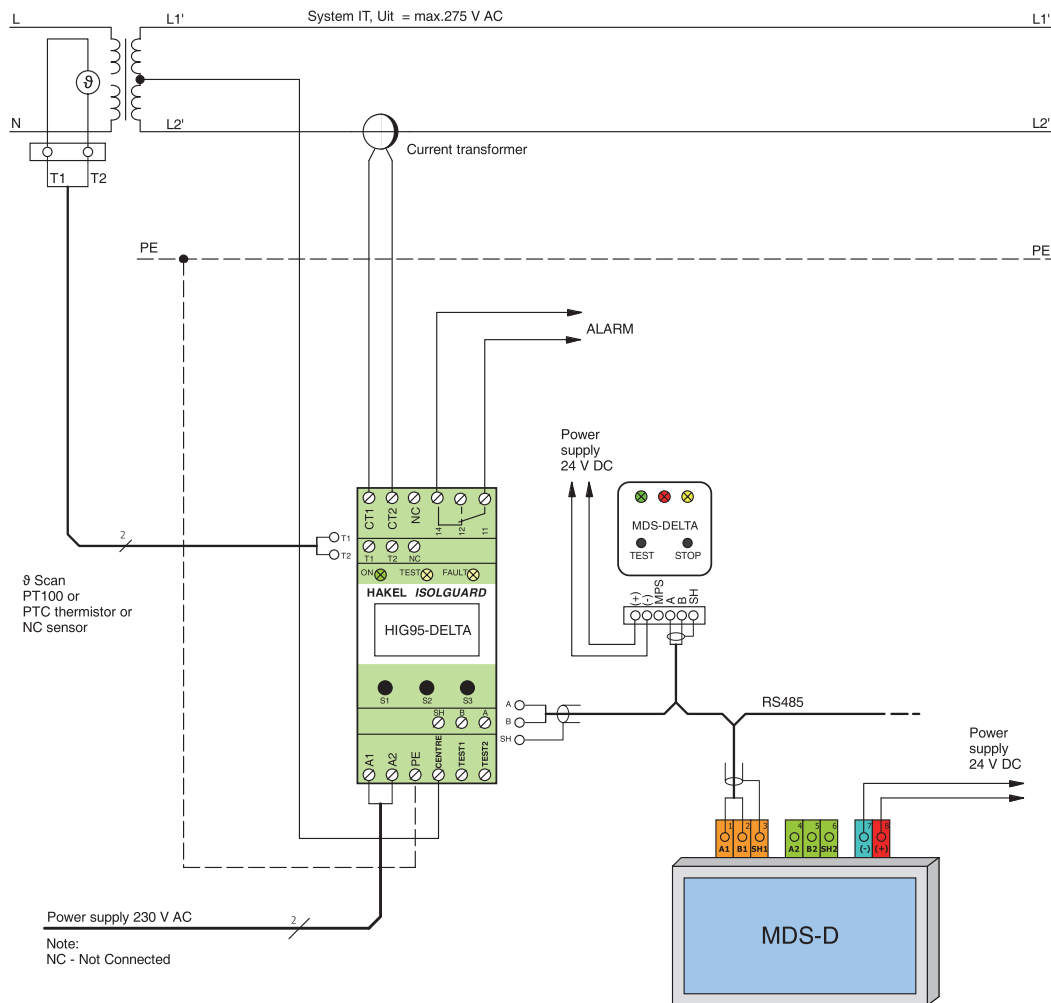 L
L1'
System IT, Uit = max.275 V AC
L1'
ϑ
N
L2'
L2'
Current transformer
T1
T2
PE
PE
ALARM
Power
supply
24 V DC
CT1
CT2
NC
14
12
11
MDS-DELTA
TEST
STOP
2
T1
T2
T1
T2
NC
ON
TEST
FAULT
ϑ Scan
PT100 or
PTC thermistor or
NC sensor
HAKEL ISOLGUARD
HIG95-DELTA
(+)
(-)
MPS
A
B
SH
S1
S2
S3
SH
B
A
A
B
SH
RS485
A1
A2
PE
CENTRE
TEST1
TEST2
Power
supply
24 V DC
1
2
3
4
5
6
7
8
A1
B1
SH1
A2
B2
SH2
(-)
(+)
Power supply 230 V AC
2
Note:
NC - Not Connected
MDS-D